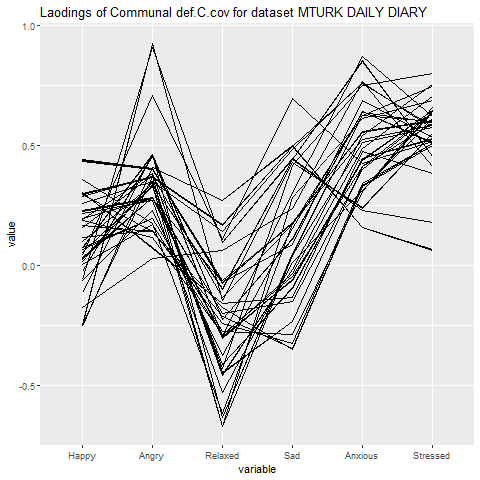 Laodings of Communal def.C.cov for dataset MTURK DAILY DIARY
1.0
0.5
0.0
-0.5
value
Happy Angry Relaxed Sad Anxious Stressed
variable